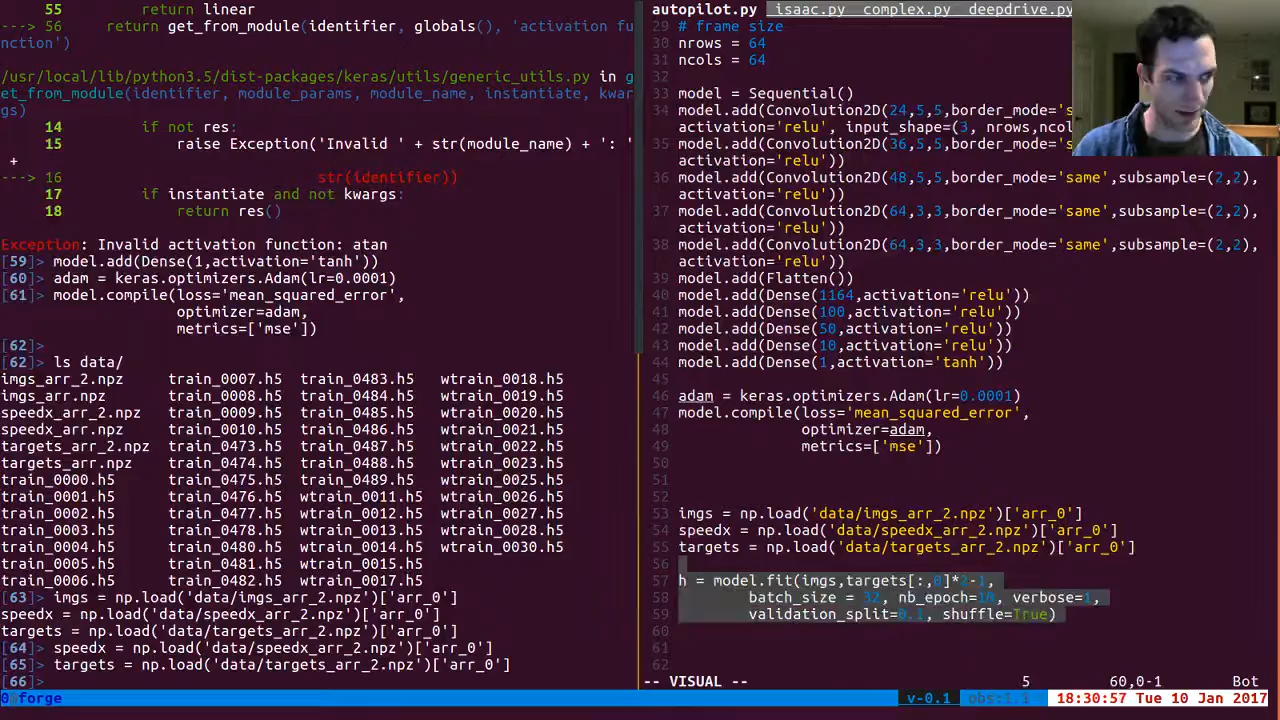 55         return linear
---> 56     return get_from_module(identifier, globals(), 'activation fu
nction')
/usr/local/lib/python3.5/dist-packages/keras/utils/generic_utils.py in g
et_from_module(identifier, module_params, module_name, instantiate, kwar
gs)
14         if not res:
15             raise Exception('Invalid ' + str(module_name) + ': '
+
---> 16                             str(identifier))
17         if instantiate and not kwargs:
18             return res()
Exception: Invalid activation function: atan
[59]> model.add(Dense(1,activation='tanh'))
[60]> adam = keras.optimizers.Adam(lr=0.0001)
[61]> model.compile(loss='mean_squared_error',
optimizer=adam,
metrics=['mse'])
[62]>
[62]> ls data/
imgs_arr_2.npz    train_0007.h5  train_0483.h5   wtrain_0018.h5
imgs_arr.npz      train_0008.h5  train_0484.h5   wtrain_0019.h5
speedx_arr_2.npz  train_0009.h5  train_0485.h5   wtrain_0020.h5
speedx_arr.npz    train_0010.h5  train_0486.h5   wtrain_0021.h5
targets_arr_2.npz train_0473.h5  train_0487.h5   wtrain_0022.h5
targets_arr.npz   train_0474.h5  train_0488.h5   wtrain_0023.h5
train_0000.h5     train_0475.h5  train_0489.h5   wtrain_0025.h5
train_0001.h5     train_0476.h5  wtrain_0011.h5  wtrain_0026.h5
train_0002.h5     train_0477.h5  wtrain_0012.h5  wtrain_0027.h5
train_0003.h5     train_0478.h5  wtrain_0013.h5  wtrain_0028.h5
train_0004.h5     train_0480.h5  wtrain_0014.h5  wtrain_0030.h5
train_0005.h5     train_0481.h5  wtrain_0015.h5
train_0006.h5     train_0482.h5  wtrain_0017.h5
[63]> imgs = np.load('data/imgs_arr_2.npz')['arr_0']
speedx = np.load('data/speedx_arr_2.npz')['arr_0']
targets = np.load('data/targets_arr_2.npz')['arr_0']
[64]> speedx = np.load('data/speedx_arr_2.npz')['arr_0']
[65]> targets = np.load('data/targets_arr_2.npz')['arr_0']
[66]>
autopilot.py  isaac.py  complex.py  deepdrive.py
29 # frame size
30 nrows = 64
31 ncols = 64
32
33 model = Sequential()
34 model.add(Convolution2D(24,5,5,border_mode='s
activation='relu', input_shape=(3, nrows,ncol
35 model.add(Convolution2D(36,5,5,border_mode='s
activation='relu'))
36 model.add(Convolution2D(48,5,5,border_mode='same',subsample=(2,2),
activation='relu'))
37 model.add(Convolution2D(64,3,3,border_mode='same',subsample=(2,2),
activation='relu'))
38 model.add(Convolution2D(64,3,3,border_mode='same',subsample=(2,2),
activation='relu'))
39 model.add(Flatten())
40 model.add(Dense(1164,activation='relu'))
41 model.add(Dense(100,activation='relu'))
42 model.add(Dense(50,activation='relu'))
43 model.add(Dense(10,activation='relu'))
44 model.add(Dense(1,activation='tanh'))
45
46 adam = keras.optimizers.Adam(lr=0.0001)
47 model.compile(loss='mean_squared_error',
48               optimizer=adam,
49               metrics=['mse'])
50
51
52
53 imgs = np.load('data/imgs_arr_2.npz')['arr_0']
54 speedx = np.load('data/speedx_arr_2.npz')['arr_0']
55 targets = np.load('data/targets_arr_2.npz')['arr_0']
56
57 h = model.fit(imgs,targets[:,0]*2-1,
58         batch_size = 32, nb_epoch=10, verbose=1,
59         validation_split=0.1, shuffle=True)
60
61
62
-- VISUAL --     5     60,0-1     Bot
0 forge     v-0.1     obs:1.1     18:30:57 Tue 10 Jan 2017